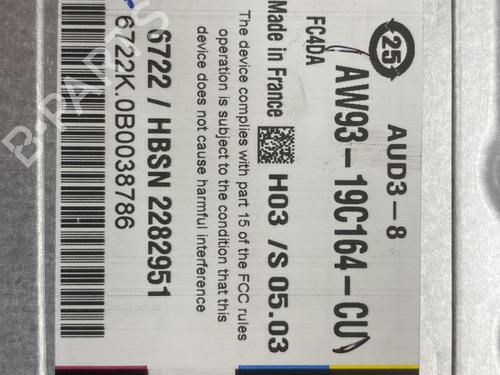 25
AUD3-8
AW93-19C164-CU
FC4DA
Made in France
H03 /S 05.03
The device complies with part 15 of the FCC rules
operation is subject to the condition that this
device does not cause harmful interference
6722 / HBSN 2282951
6722K.0B0038786
B-PARTS